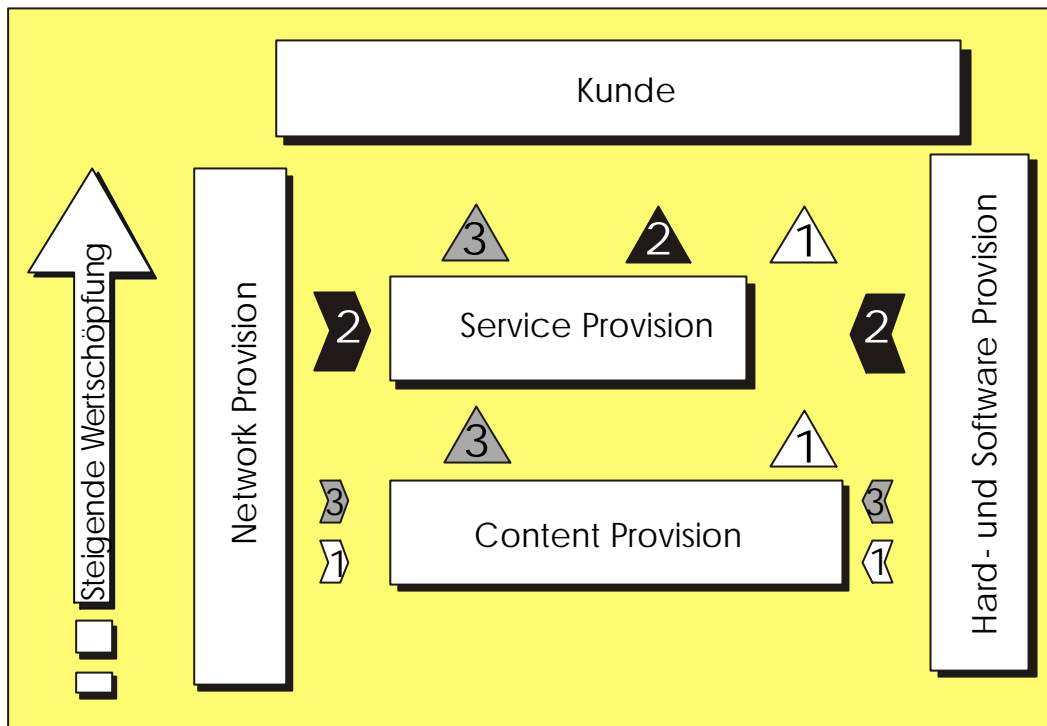 Kunde
Steigende Wertschöpfung
Network Provision
3
2
1
2
Service Provision
2
3
1
3
3
Content Provision
1
1
Hard- und Software Provision